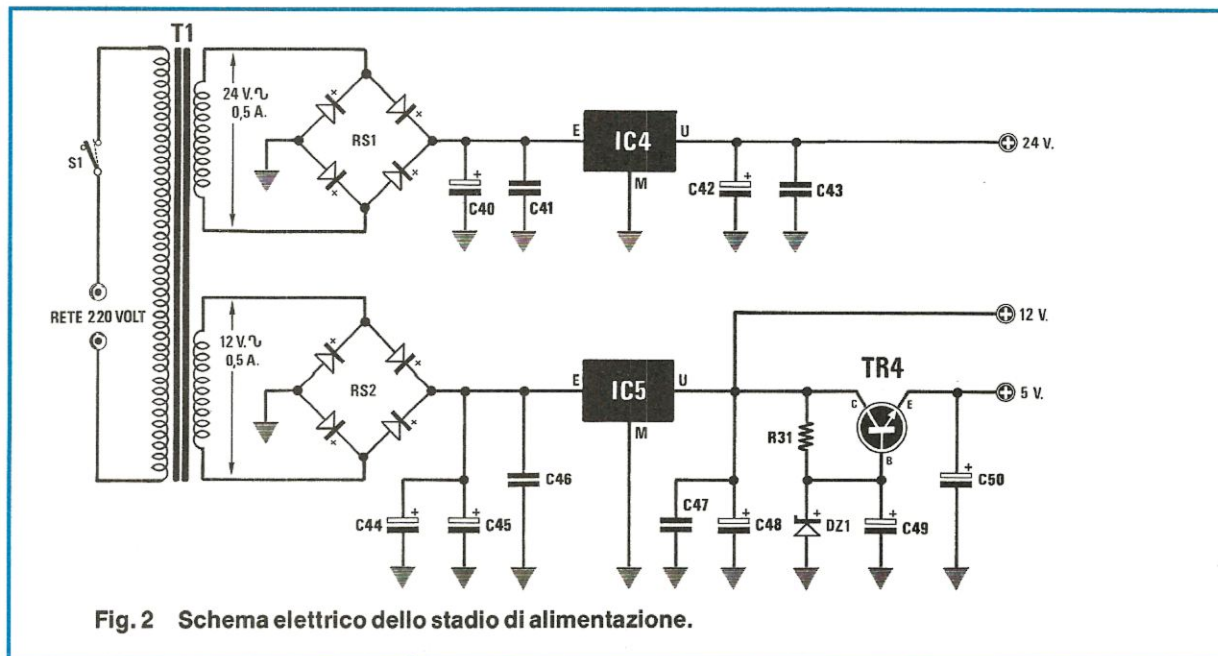 T1
24 V.∿
0,5 A.
RS1
S1
E
IC4
U
M
+
C40
C41
+
C42
C43
24 V.
RETE 220 VOLT
12 V.∿
0,5 A.
RS2
E
IC5
U
M
12 V.
TR4
C
E
B
5 V.
R31
+
C44
+
C45
C46
C47
+
C48
DZ1
+
C49
+
C50
Fig. 2 Schema elettrico dello stadio di alimentazione.